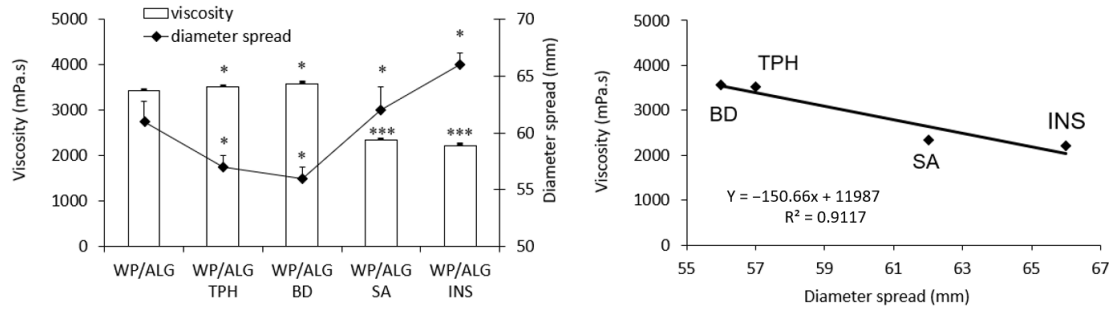 viscosity
diameter spread
Viscosity (mPa.s)
5000
4000
3000
2000
1000
0
* * * *
* * *** ***
70
65
60
55
50
Diameter spread (mm)
WP/ALG WP/ALG WP/ALG WP/ALG WP/ALG
TPH BD SA INS
Viscosity (mPa.s)
5000
4000
3000
2000
1000
0
TPH
BD
INS
SA
Y = −150.66x + 11987
R² = 0.9117
55 57 59 61 63 65 67
Diameter spread (mm)